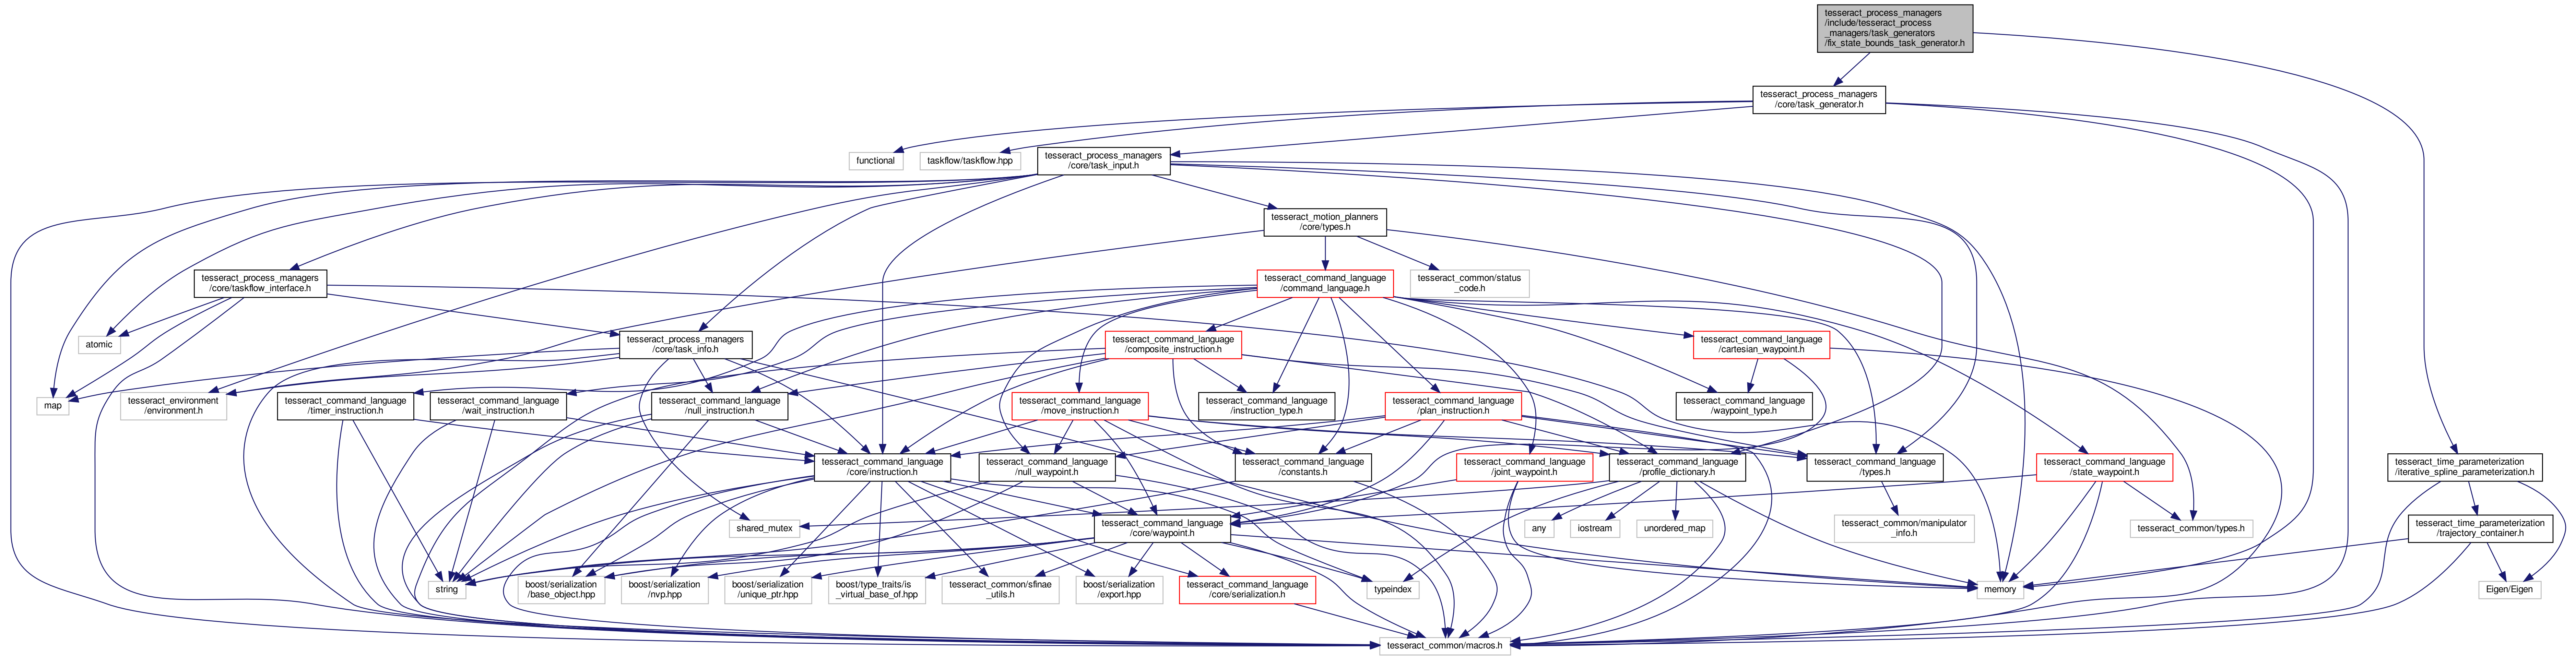 tesseract_process_managers
/include/tesseract_process
_managers/task_generators
/fix_state_bounds_task_generator.h
tesseract_process_managers
/core/task_generator.h
functional
taskflow/taskflow.hpp
tesseract_process_managers
/core/task_input.h
tesseract_motion_planners
/core/types.h
tesseract_process_managers
/core/taskflow_interface.h
tesseract_command_language
/command_language.h
tesseract_common/status
_code.h
atomic
tesseract_process_managers
/core/task_info.h
tesseract_command_language
/composite_instruction.h
tesseract_command_language
/cartesian_waypoint.h
map
tesseract_environment
/environment.h
tesseract_command_language
/timer_instruction.h
tesseract_command_language
/wait_instruction.h
tesseract_command_language
/null_instruction.h
tesseract_command_language
/move_instruction.h
tesseract_command_language
/instruction_type.h
tesseract_command_language
/plan_instruction.h
tesseract_command_language
/waypoint_type.h
tesseract_command_language
/core/instruction.h
tesseract_command_language
/null_waypoint.h
tesseract_command_language
/constants.h
tesseract_command_language
/joint_waypoint.h
tesseract_command_language
/profile_dictionary.h
tesseract_command_language
/types.h
tesseract_command_language
/state_waypoint.h
tesseract_time_parameterization
/iterative_spline_parameterization.h
shared_mutex
tesseract_command_language
/core/waypoint.h
any
iostream
unordered_map
tesseract_common/manipulator
_info.h
tesseract_common/types.h
tesseract_time_parameterization
/trajectory_container.h
string
boost/serialization
/base_object.hpp
boost/serialization
/nvp.hpp
boost/serialization
/unique_ptr.hpp
boost/type_traits/is
_virtual_base_of.hpp
tesseract_common/sfinae
_utils.h
boost/serialization
/export.hpp
tesseract_command_language
/core/serialization.h
typeindex
memory
Eigen/Eigen
tesseract_common/macros.h